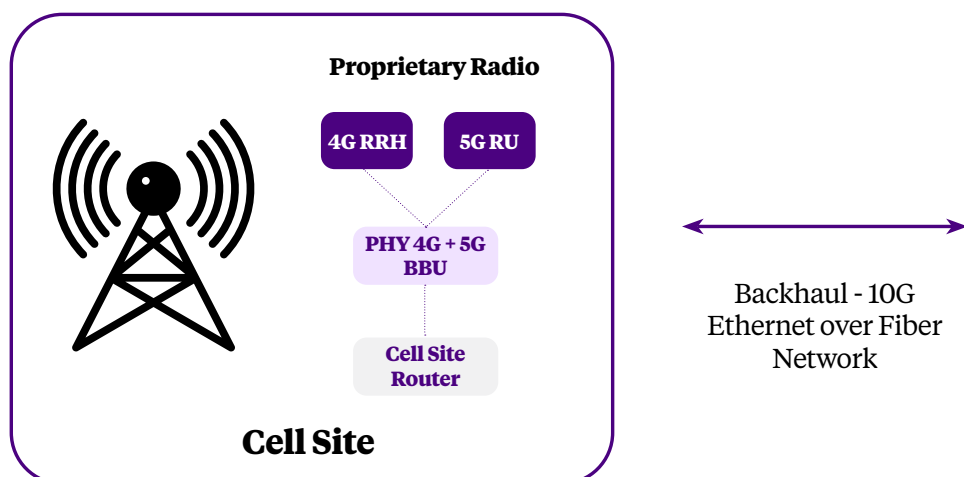 Proprietary Radio
4G RRH
5G RU
PHY 4G + 5G
BBU
Cell Site
Router
Cell Site
Backhaul - 10G
Ethernet over Fiber
Network